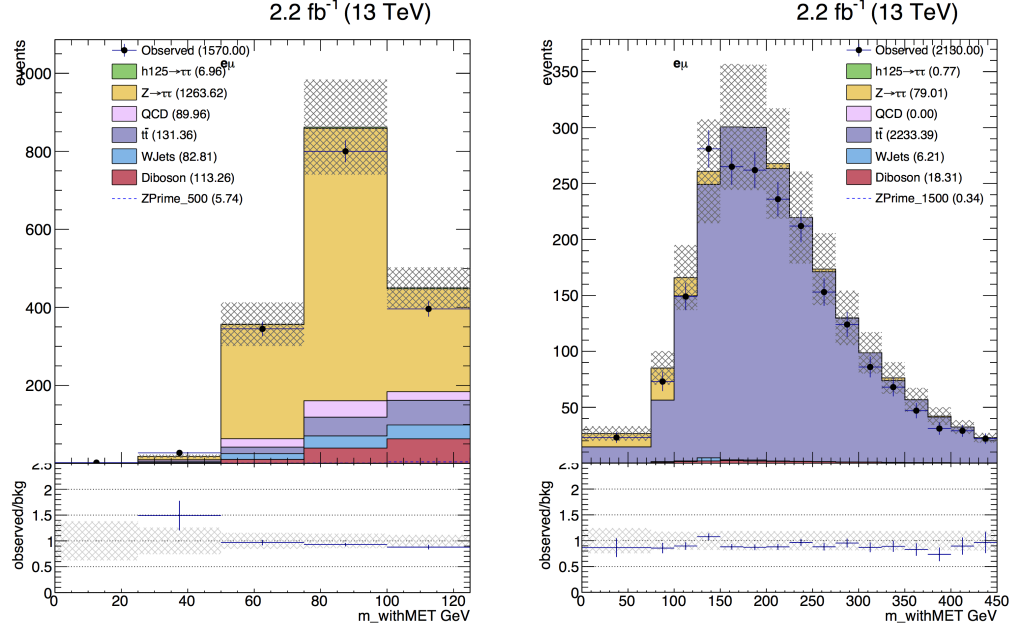 2.2 fb⁻¹ (13 TeV)
events
Observed (1570.00)
eμ
h125→ττ (6.96)
Z→ττ (1263.62)
QCD (89.96)
tt̄ (131.36)
WJets (82.81)
Diboson (113.26)
ZPrime_500 (5.74)
1000
800
600
400
200
observed/bkg
2.5
2
1.5
1
0.5
0
0 20 40 60 80 100 120
m_withMET GeV
2.2 fb⁻¹ (13 TeV)
events
Observed (2130.00)
eμ
h125→ττ (0.77)
Z→ττ (79.01)
QCD (0.00)
tt̄ (2233.39)
WJets (6.21)
Diboson (18.31)
ZPrime_1500 (0.34)
350
300
250
200
150
100
50
observed/bkg
2.5
2
1.5
1
0.5
0
0 50 100 150 200 250 300 350 400 450
m_withMET GeV